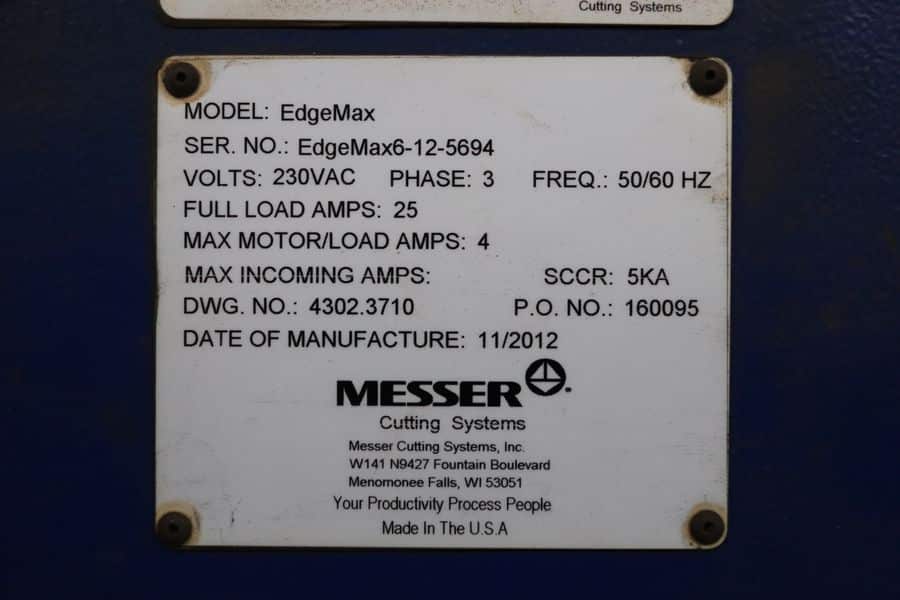 Cutting Systems
MODEL: EdgeMax
SER. NO.: EdgeMax6-12-5694
VOLTS: 230VAC PHASE: 3 FREQ.: 50/60 HZ
FULL LOAD AMPS: 25
MAX MOTOR/LOAD AMPS: 4
MAX INCOMING AMPS: SCCR: 5KA
DWG. NO.: 4302.3710 P.O. NO.: 160095
DATE OF MANUFACTURE: 11/2012
MESSER
Cutting Systems
Messer Cutting Systems, Inc.
W141 N9427 Fountain Boulevard
Menomonee Falls, WI 53051
Your Productivity Process People
Made In The U.S.A